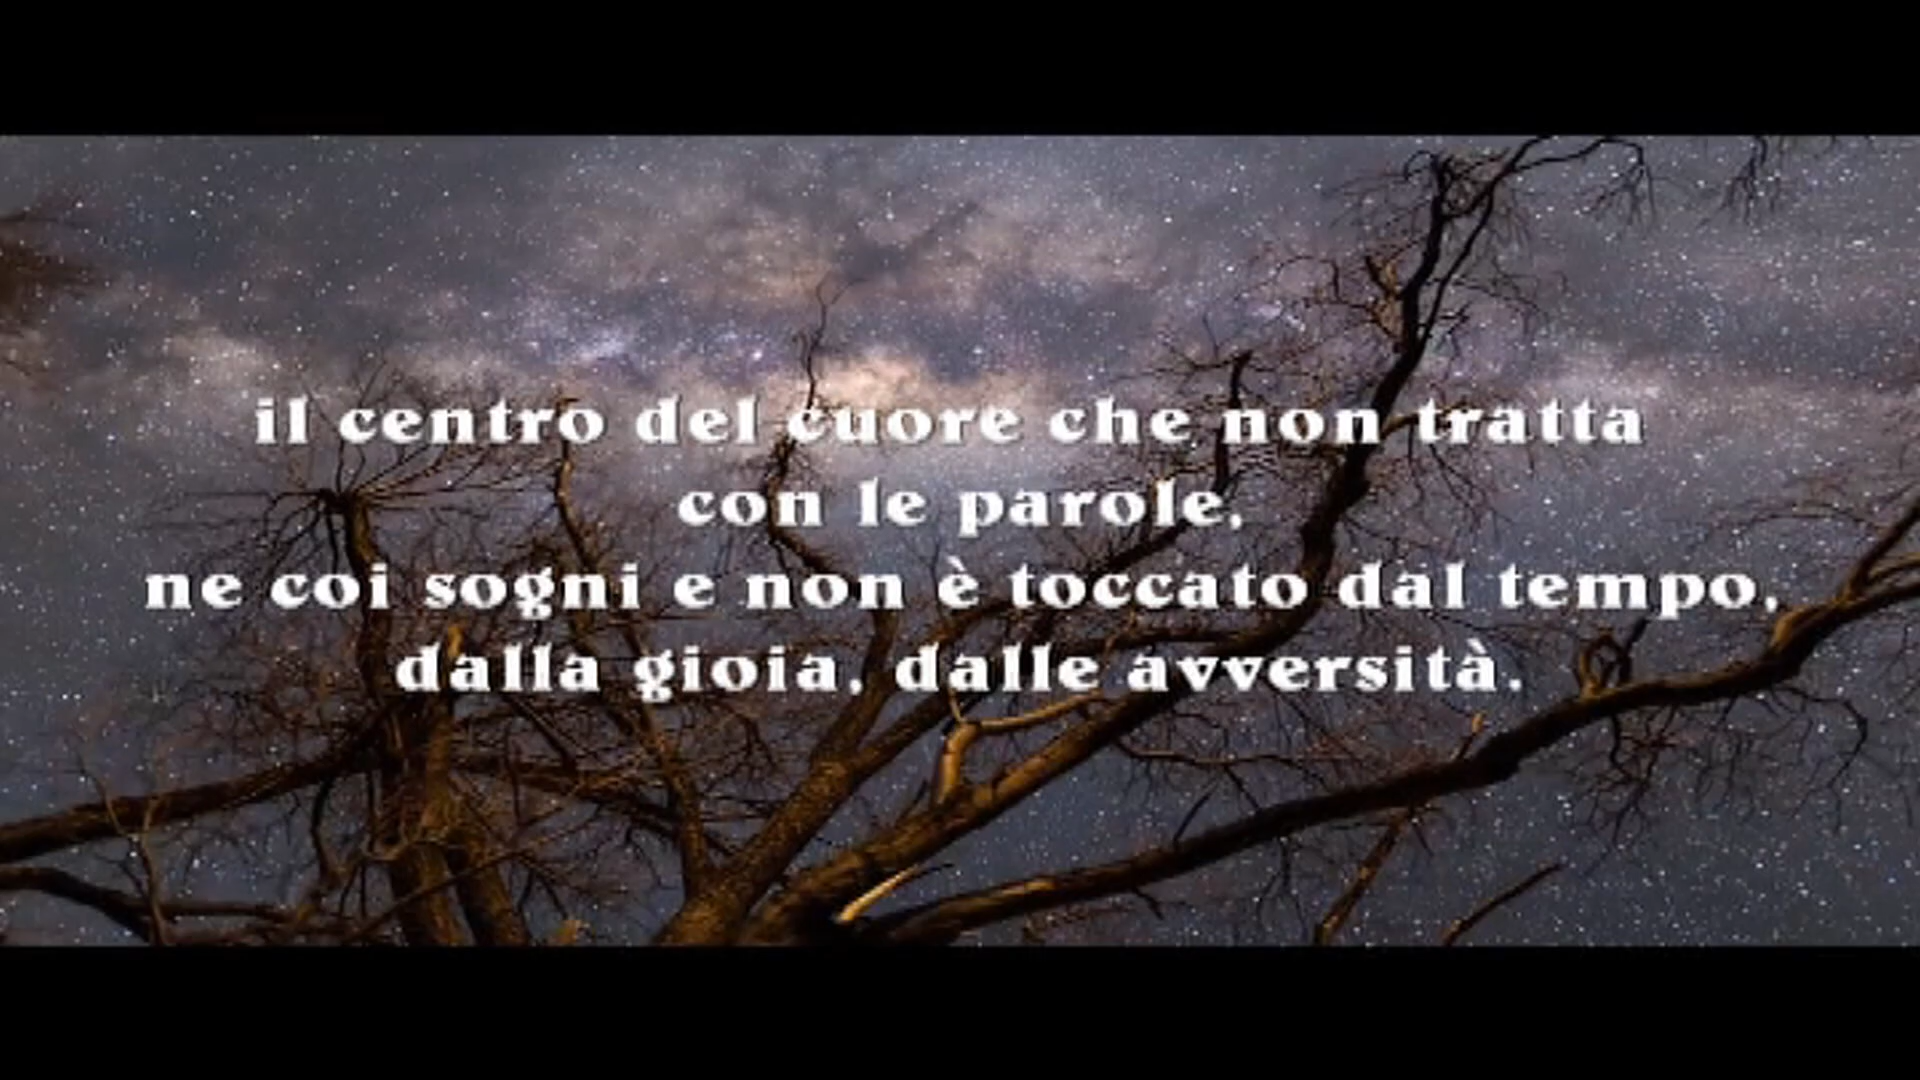 il centro del cuore che non tratta
con le parole,
ne coi sogni e non è toccato dal tempo,
dalla gioia, dalle avversità.